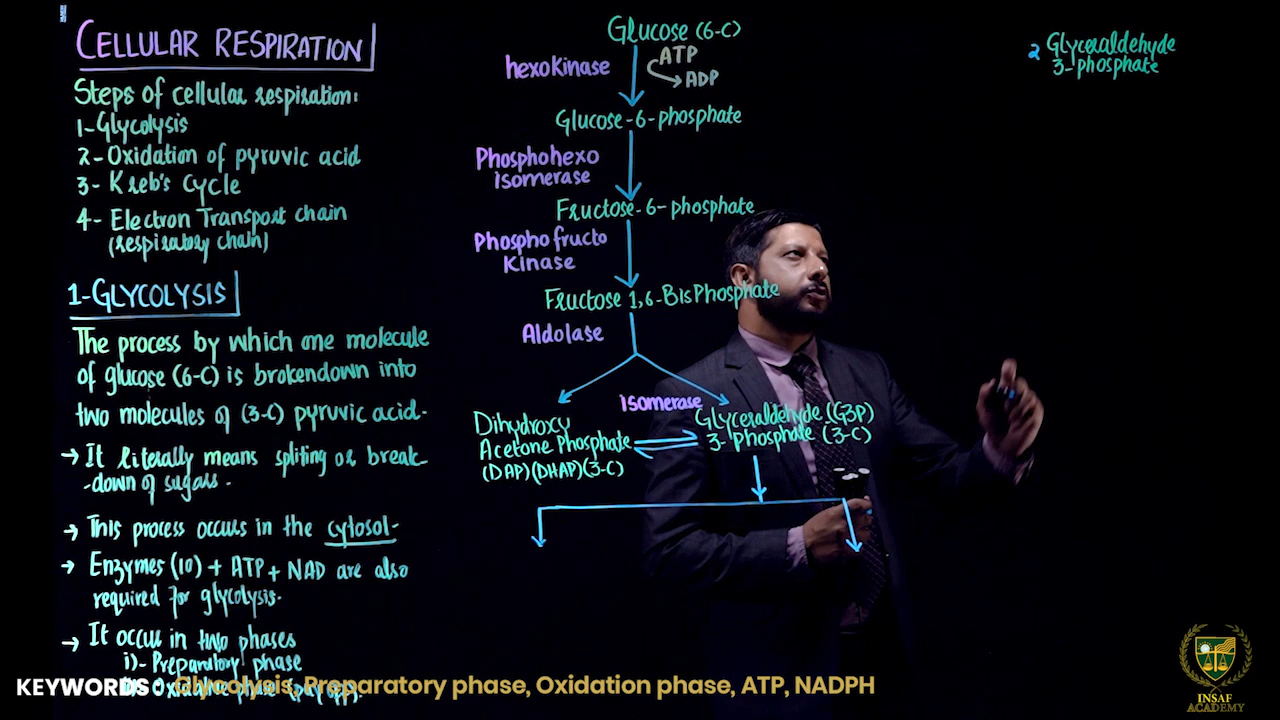 CELLULAR RESPIRATION
Steps of cellular respiration:
1-Glycolysis
2-Oxidation of pyruvic acid
3- Kreb's Cycle
4- Electron Transport chain
(respiratory chain)
1-GLYCOLYSIS
The process by which one molecule
of glucose (6-C) is brokendown into
two molecules of (3-C) pyruvic acid-
→ It literally means spliting or break
-down of sugars.
→ This process occurs in the cytosol-
→ Enzymes (10) + ATP + NAD are also
required for glycolysis-
→ It occur in two phases
i)- Preparatory phase
Oxidative phase
Glucose (6-C)
hexokinase
ATP
ADP
Glucose-6-phosphate
Phosphohexo
Isomerase
Fructose-6-phosphate
Phosphofructo
Kinase
Fructose 1,6-BisPhosphate
Aldolase
Isomerase
Dihydroxy
Acetone Phosphate
(DAP)(DHAP)(3-C)
Glyceraldehyde (G3P)
3-Phosphate (3-C)
2 Glyceraldehyde
3-phosphate
KEYWORDS : Glycolysis, Preparatory phase, Oxidation phase, ATP, NADPH
INSAF
ACADEMY